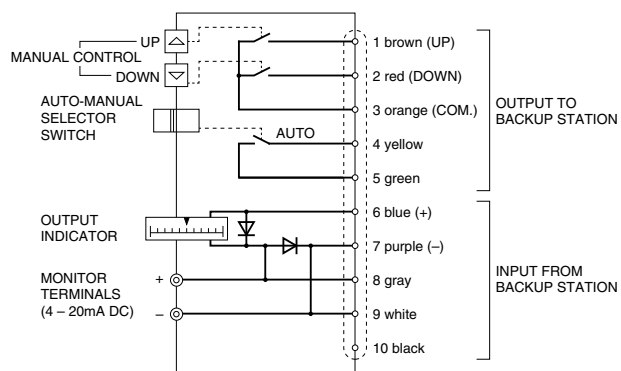 UP
MANUAL CONTROL
DOWN
AUTO-MANUAL
SELECTOR
SWITCH
AUTO
OUTPUT
INDICATOR
MONITOR
TERMINALS
(4 – 20mA DC)
+
–
1 brown (UP)
2 red (DOWN)
3 orange (COM.)
4 yellow
5 green
6 blue (+)
7 purple (–)
8 gray
9 white
10 black
OUTPUT TO
BACKUP STATION
INPUT FROM
BACKUP STATION